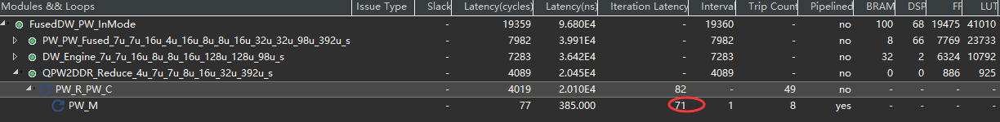 Modules && Loops Issue Type Slack Latency(cycles) Latency(ns) Iteration Latency Interval Trip Count Pipelined BRAM DSP FF LUT
FusedDW_PW_InMode - 19359 9.680E4 - 19360 - no 100 68 19475 41010
PW_PW_Fused_7u_7u_16u_4u_16u_8u_8u_16u_32u_32u_98u_392u_s - 7982 3.991E4 - 7982 - no 8 66 7769 23733
DW_Engine_7u_7u_16u_8u_8u_16u_128u_128u_98u_s - 7283 3.642E4 - 7283 - no 32 2 6324 10792
QPW2DDR_Reduce_4u_7u_7u_8u_16u_32u_392u_s - 4089 2.045E4 - 4089 - no 0 0 886 925
PW_R_PW_C - 4019 2.010E4 82 - 49 no - - - -
PW_M - 77 385.000 71 1 8 yes - - - -